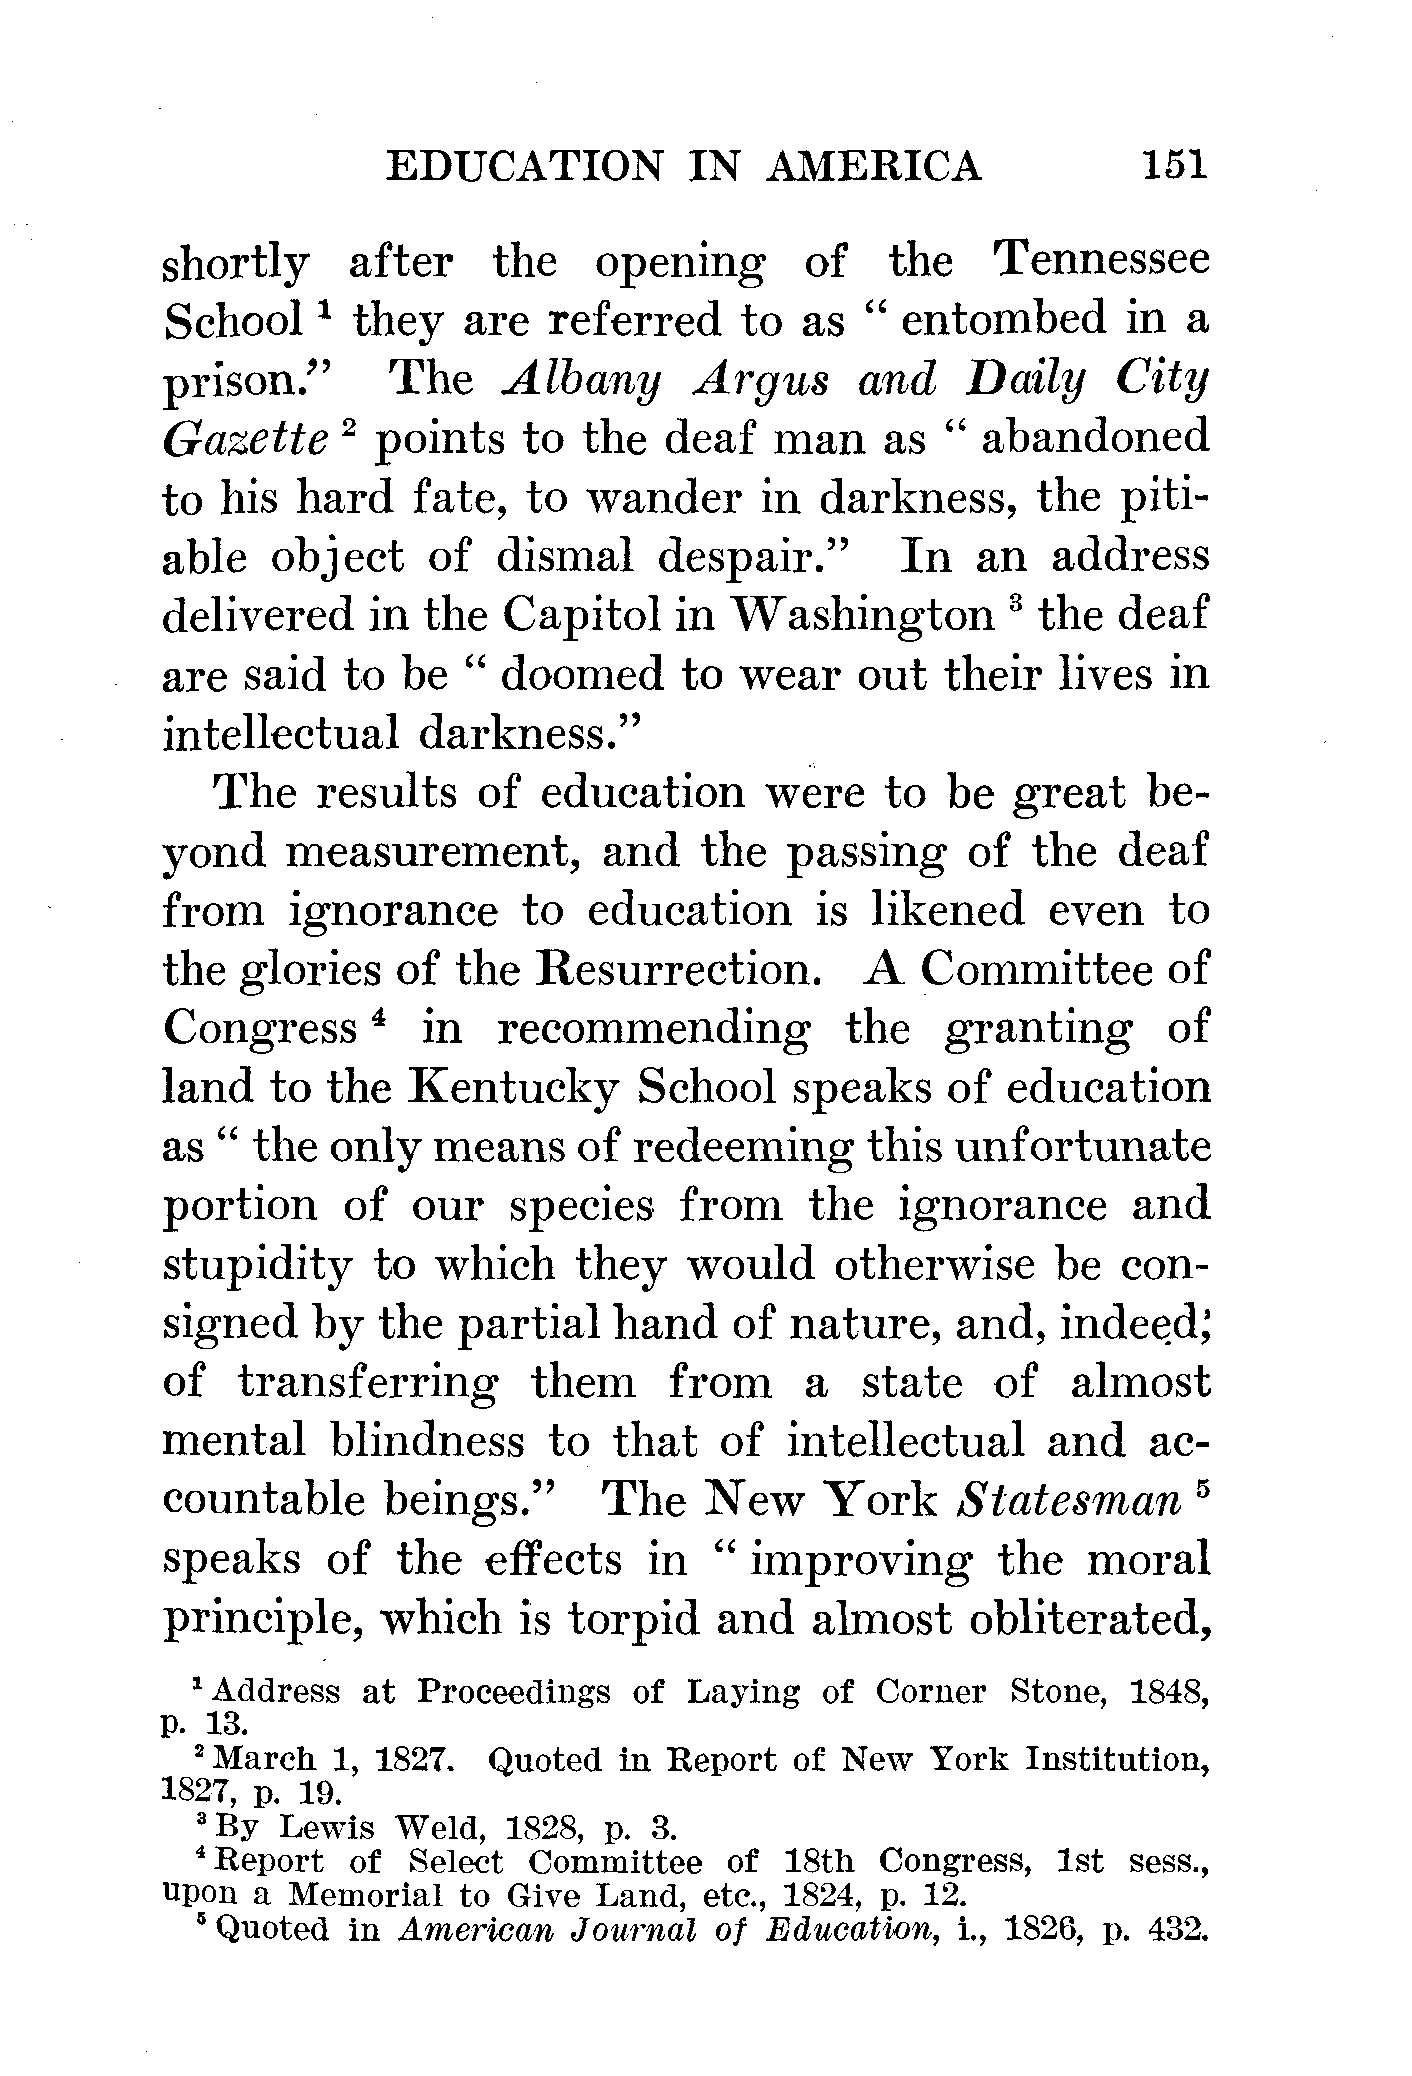 EDUCATION IN AMERICA 151
shortly after the opening of the Tennessee
School ¹ they are referred to as “ entombed in a
prison.” The Albany Argus and Daily City
Gazette ² points to the deaf man as “ abandoned
to his hard fate, to wander in darkness, the piti-
able object of dismal despair.” In an address
delivered in the Capitol in Washington ³ the deaf
are said to be “ doomed to wear out their lives in
intellectual darkness.”
The results of education were to be great be-
yond measurement, and the passing of the deaf
from ignorance to education is likened even to
the glories of the Resurrection. A Committee of
Congress ⁴ in recommending the granting of
land to the Kentucky School speaks of education
as “ the only means of redeeming this unfortunate
portion of our species from the ignorance and
stupidity to which they would otherwise be con-
signed by the partial hand of nature, and, indeed,
of transferring them from a state of almost
mental blindness to that of intellectual and ac-
countable beings.” The New York Statesman ⁵
speaks of the effects in “ improving the moral
principle, which is torpid and almost obliterated,
¹ Address at Proceedings of Laying of Corner Stone, 1848,
p. 13.
² March 1, 1827. Quoted in Report of New York Institution,
1827, p. 19.
³ By Lewis Weld, 1828, p. 3.
⁴ Report of Select Committee of 18th Congress, 1st sess.,
upon a Memorial to Give Land, etc., 1824, p. 12.
⁵ Quoted in American Journal of Education, i., 1826, p. 432.